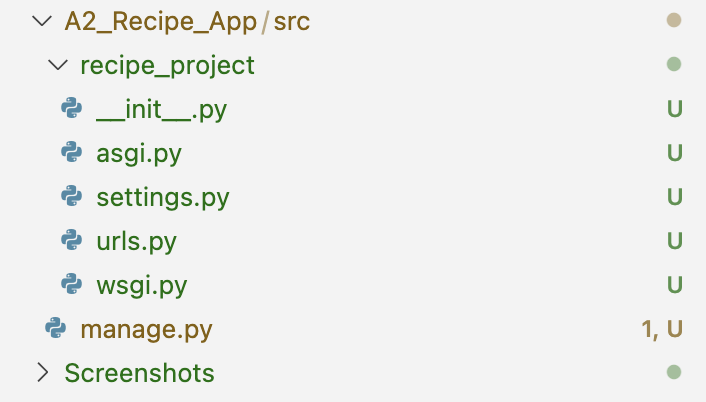 A2_Recipe_App/src
recipe_project
__init__.py U
asgi.py U
settings.py U
urls.py U
wsgi.py U
manage.py 1, U
Screenshots